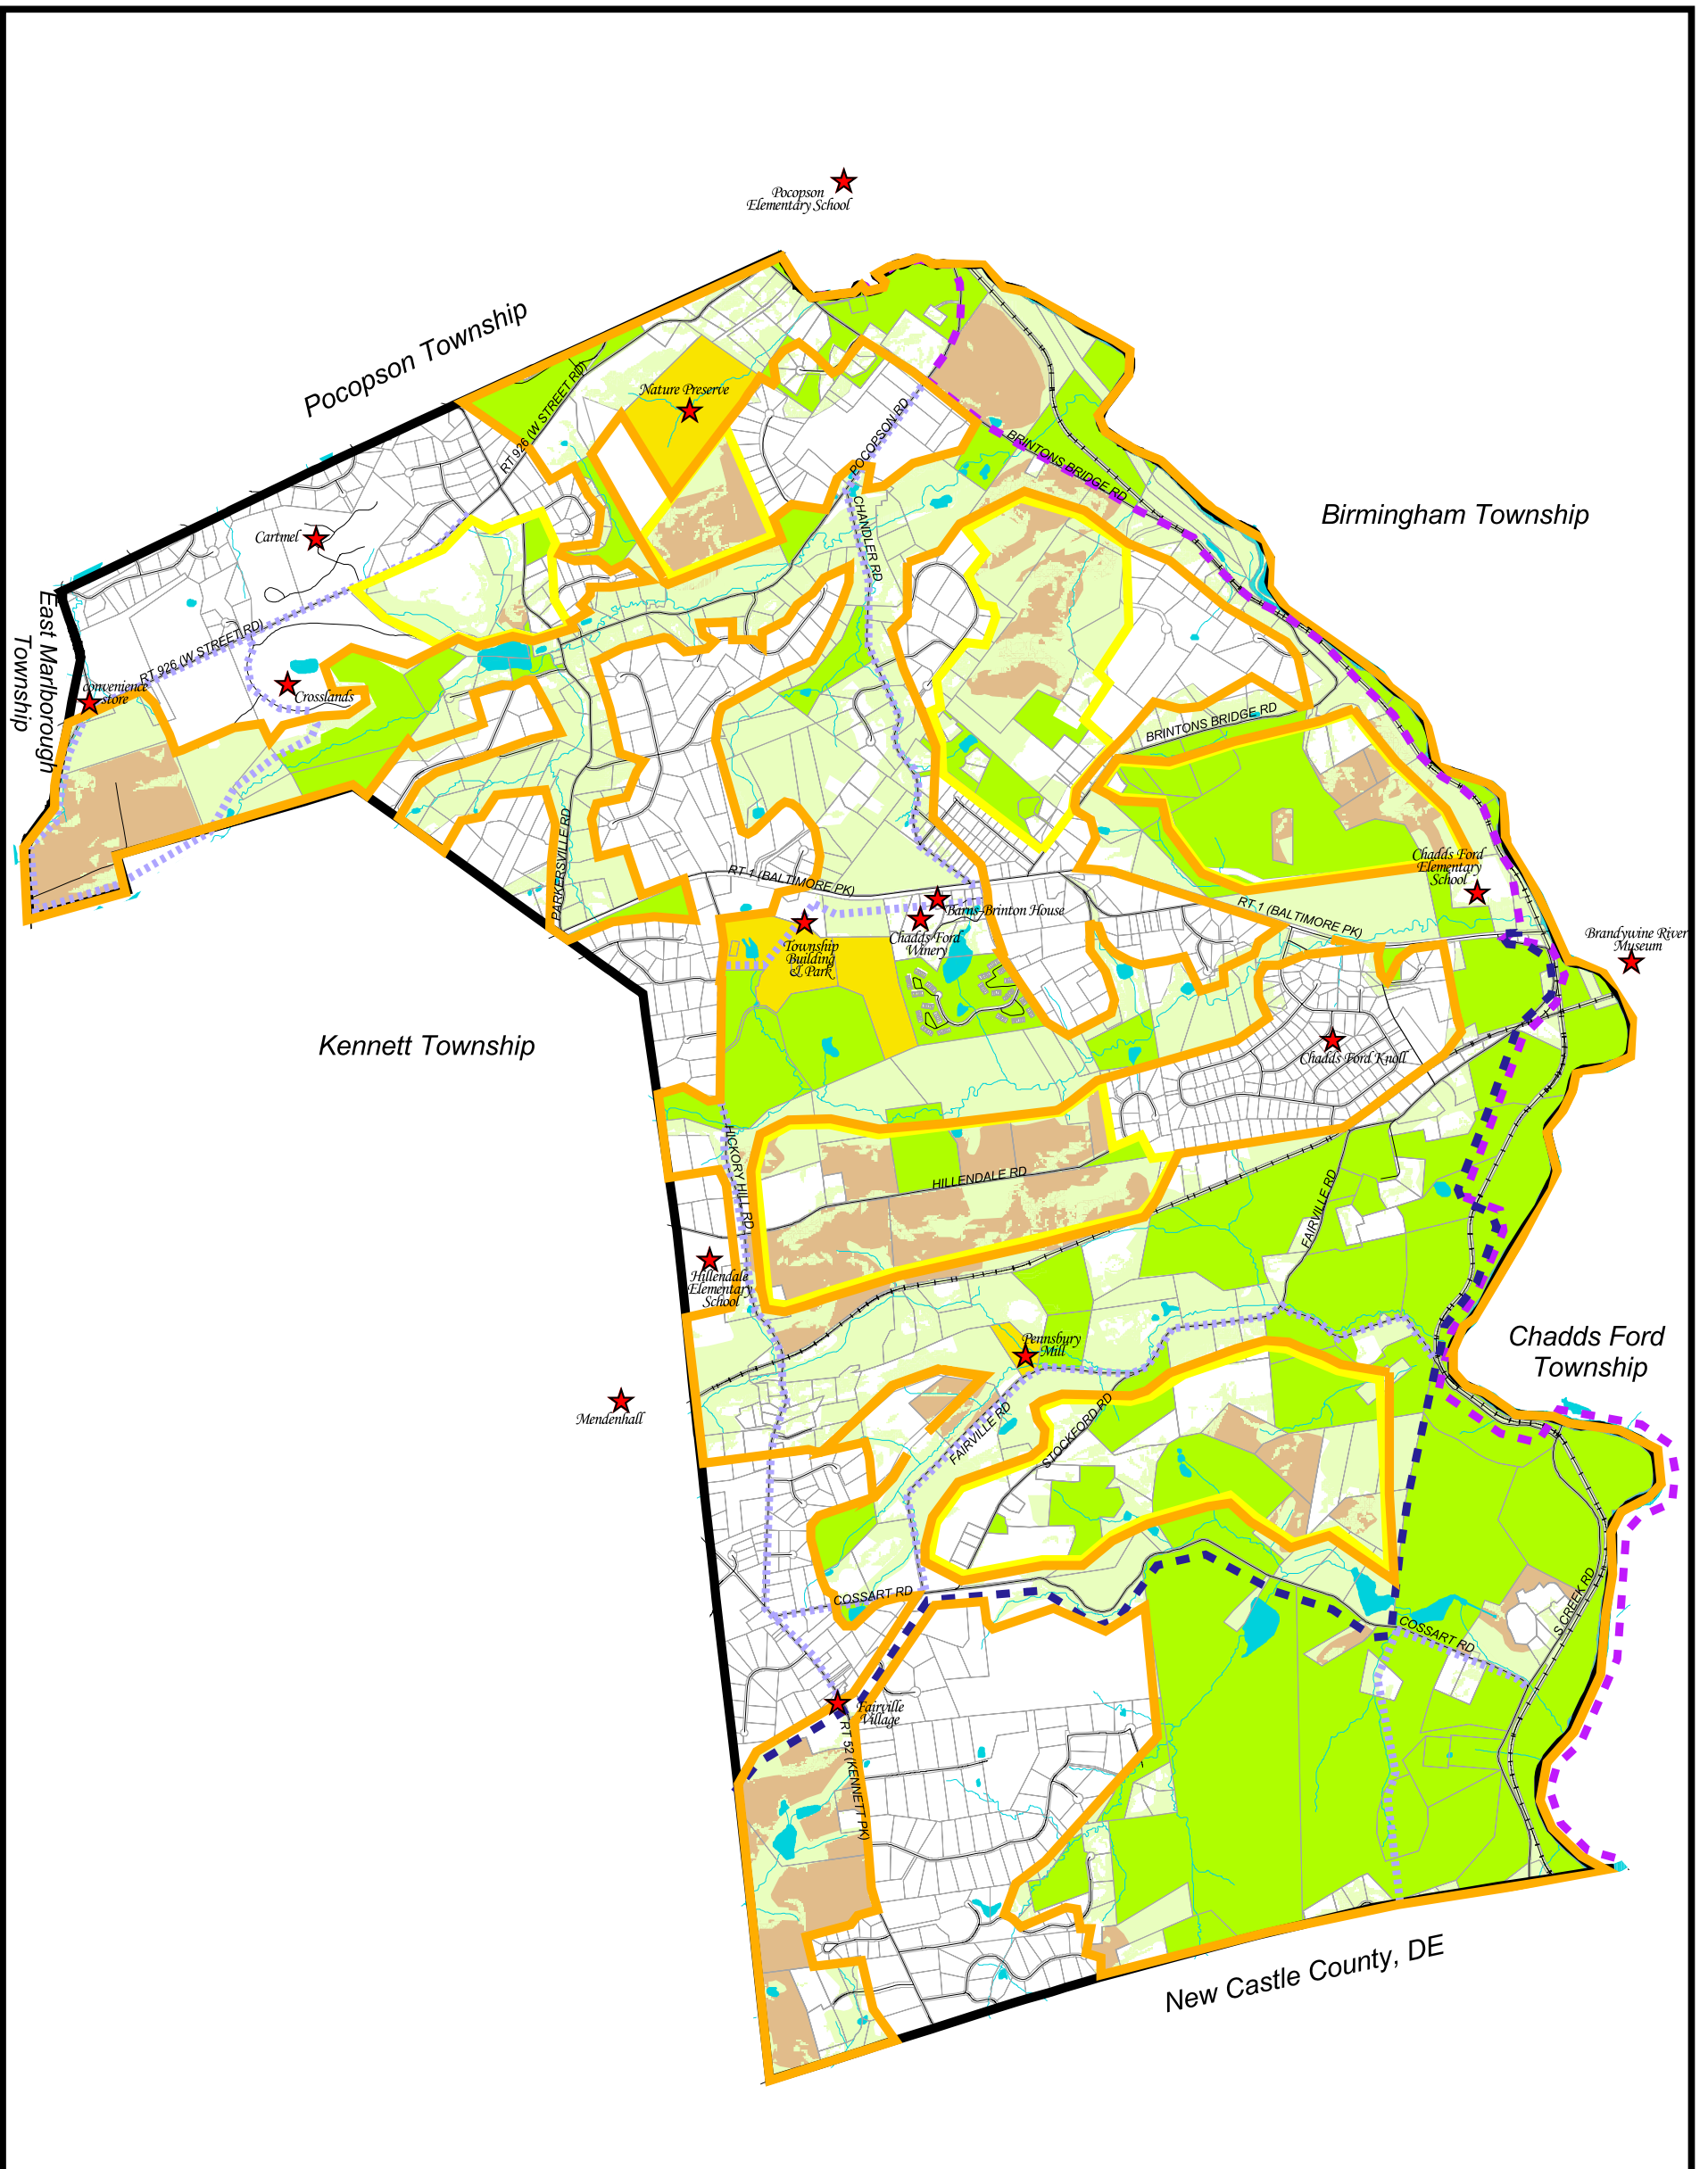 Pocopson
Elementary School
Pocopson Township
Nature Preserve
RT 926 (W STREET RD)
POCOPSON RD
BRINTONS BRIDGE RD
CHANDLER RD
Birmingham Township
Cartmel
East Marlborough
Township
RT 926 (W STREET RD)
convenience
store
Crosslands
BRINTONS BRIDGE RD
PARKERSVILLE RD
RT 1 (BALTIMORE PK)
Chadds Ford
Elementary
School
Barns-Brinton House
RT 1 (BALTIMORE PK)
Chadds Ford
Winery
Township
Building
& Park
Brandywine River
Museum
Kennett Township
Chadds Ford Knoll
HICKORY HILL RD
HILLENDALE RD
FAIRVILLE RD
Hillendale
Elementary
School
Pennsbury
Mill
Chadds Ford
Township
Mendenhall
FAIRVILLE RD
STOCKFORD RD
COSSART RD
S CREEK RD
COSSART RD
Fairville
Village
RT 52 (KENNETT PK)
New Castle County, DE